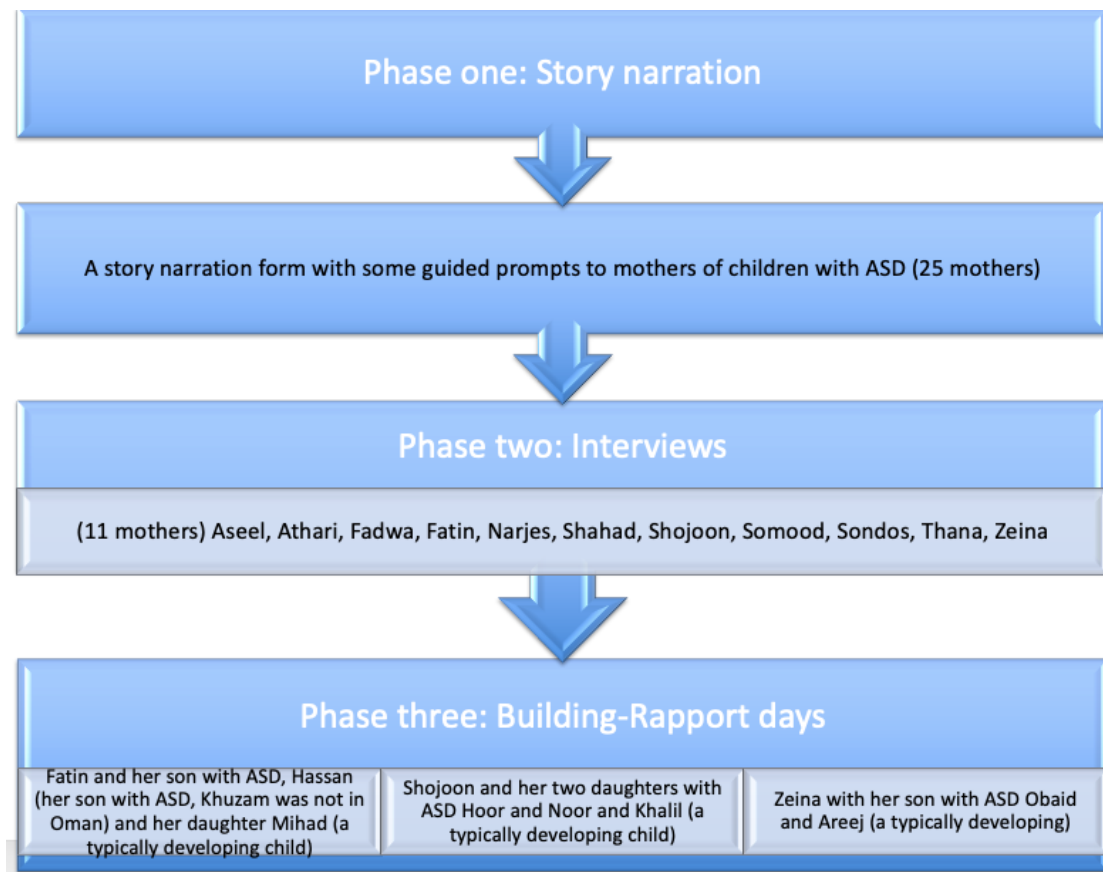 Phase one: Story narration
A story narration form with some guided prompts to mothers of children with ASD (25 mothers)
Phase two: Interviews
(11 mothers) Aseel, Athari, Fadwa, Fatin, Narjes, Shahad, Shojoon, Somood, Sondos, Thana, Zeina
Phase three: Building-Rapport days
Fatin and her son with ASD, Hassan
(her son with ASD, Khuzam was not in
Oman) and her daughter Mihad (a
typically developing child)
Shojoon and her two daughters with
ASD Hoor and Noor and Khalil (a
typically developing child)
Zeina with her son with ASD Obaid
and Areej (a typically developing)